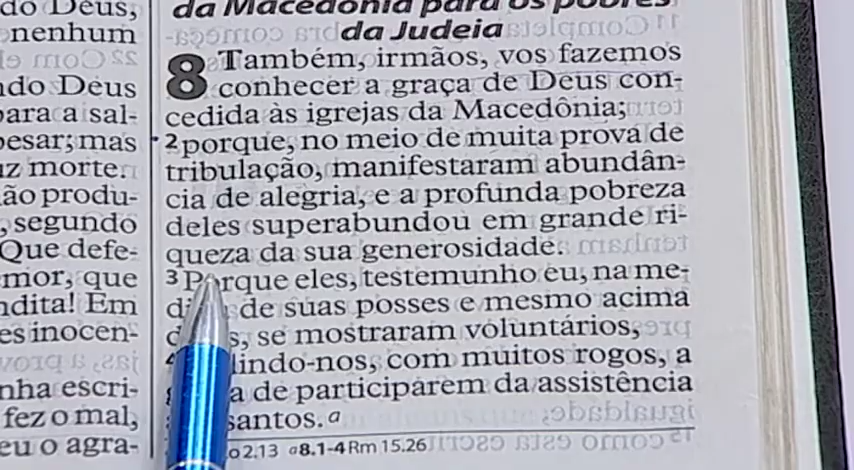 do Deus,
nenhum
do Deus
para a sal-
pesar; mas
z morte.
ão produ-
, segundo
Que defe-
mor, que
ndita! Em
es inocen-
nha escri-
fez o mal,
eu o agra-
da Macedônia para os pobres
da Judeia
8 Também, irmãos, vos fazemos
conhecer a graça de Deus con-
cedida às igrejas da Macedônia;
2 porque, no meio de muita prova de
tribulação, manifestaram abundân-
cia de alegria, e a profunda pobreza
deles superabundou em grande ri-
queza da sua generosidade.
3 Porque eles, testemunho eu, na me-
de suas posses e mesmo acima
s, se mostraram voluntários,
indo-nos, com muitos rogos, a
a de participarem da assistência
santos. a
o 2.13 a 8.1-4 Rm 15.26